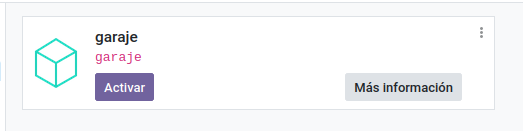 garaje
garaje
Activar
Más información